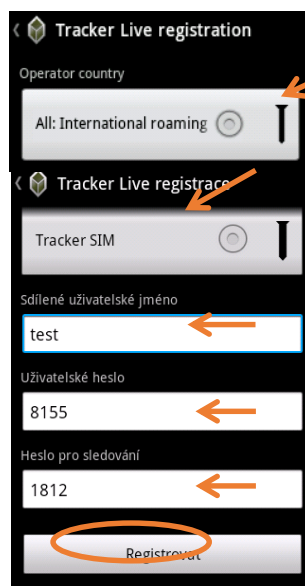 Tracker Live registration
Operator country
All: International roaming
Tracker Live registrace
Tracker SIM
Sdílené uživatelské jméno
test
Uživatelské heslo
8155
Heslo pro sledování
1812
Registrovat